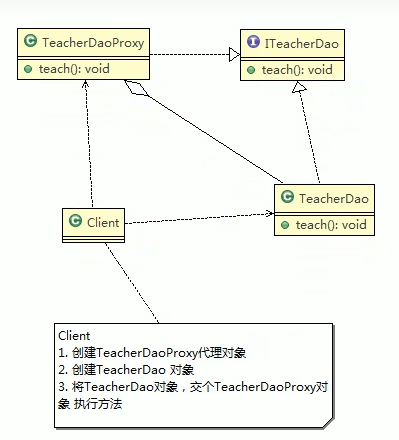 TeacherDaoProxy
teach(): void
ITeacherDao
teach(): void
TeacherDao
teach(): void
Client
Client
1. 创建TeacherDaoProxy代理对象
2. 创建TeacherDao 对象
3. 将TeacherDao对象，交个TeacherDaoProxy对
象 执行方法